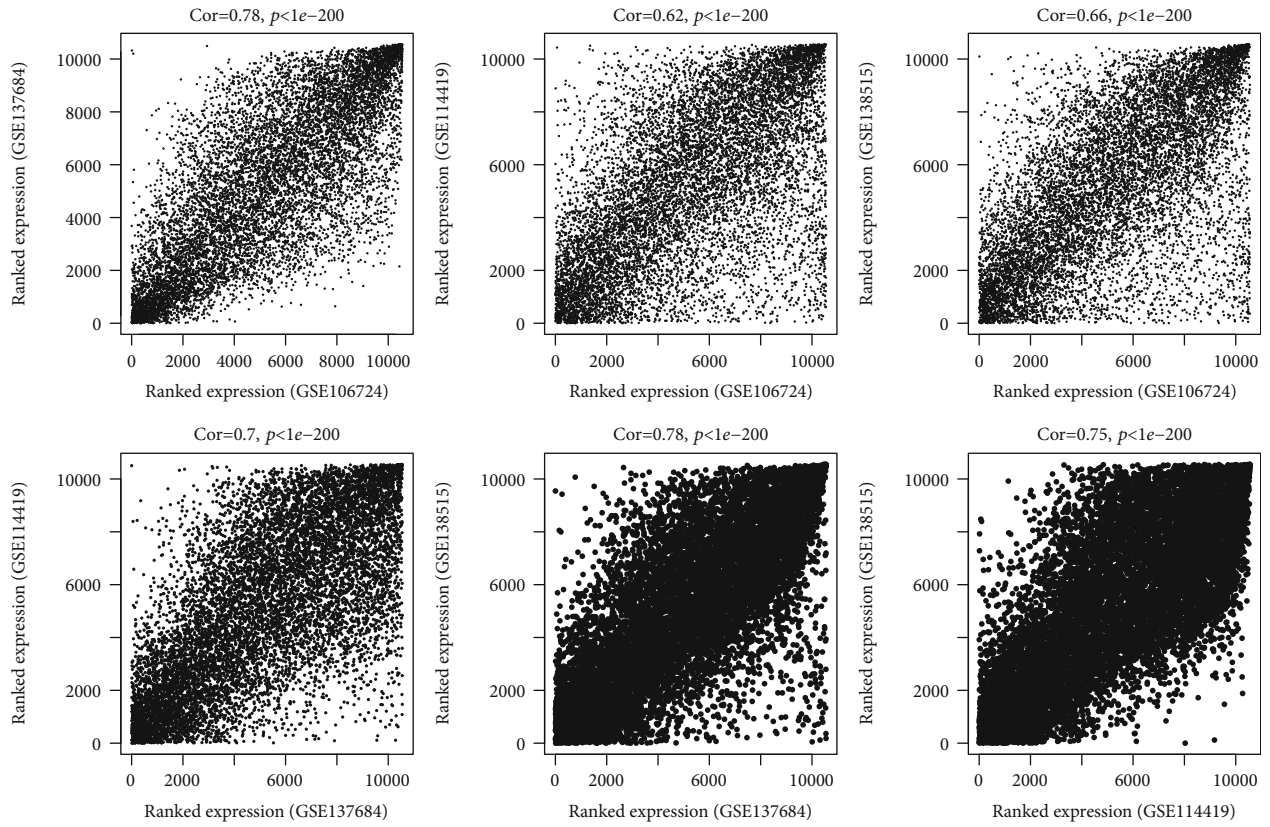 Cor=0.78, p<1e−200
Ranked expression (GSE137684)
10000
8000
6000
4000
2000
0
0 2000 4000 6000 8000 10000
Ranked expression (GSE106724)
Cor=0.62, p<1e−200
Ranked expression (GSE114419)
10000
6000
2000
0
0 2000 6000 10000
Ranked expression (GSE106724)
Cor=0.66, p<1e−200
Ranked expression (GSE138515)
10000
6000
2000
0
0 2000 6000 10000
Ranked expression (GSE106724)
Cor=0.7, p<1e−200
Ranked expression (GSE114419)
10000
6000
2000
0
0 2000 6000 10000
Ranked expression (GSE137684)
Cor=0.78, p<1e−200
Ranked expression (GSE138515)
10000
6000
2000
0
0 2000 6000 10000
Ranked expression (GSE137684)
Cor=0.75, p<1e−200
Ranked expression (GSE138515)
10000
6000
2000
0
0 2000 6000 10000
Ranked expression (GSE114419)